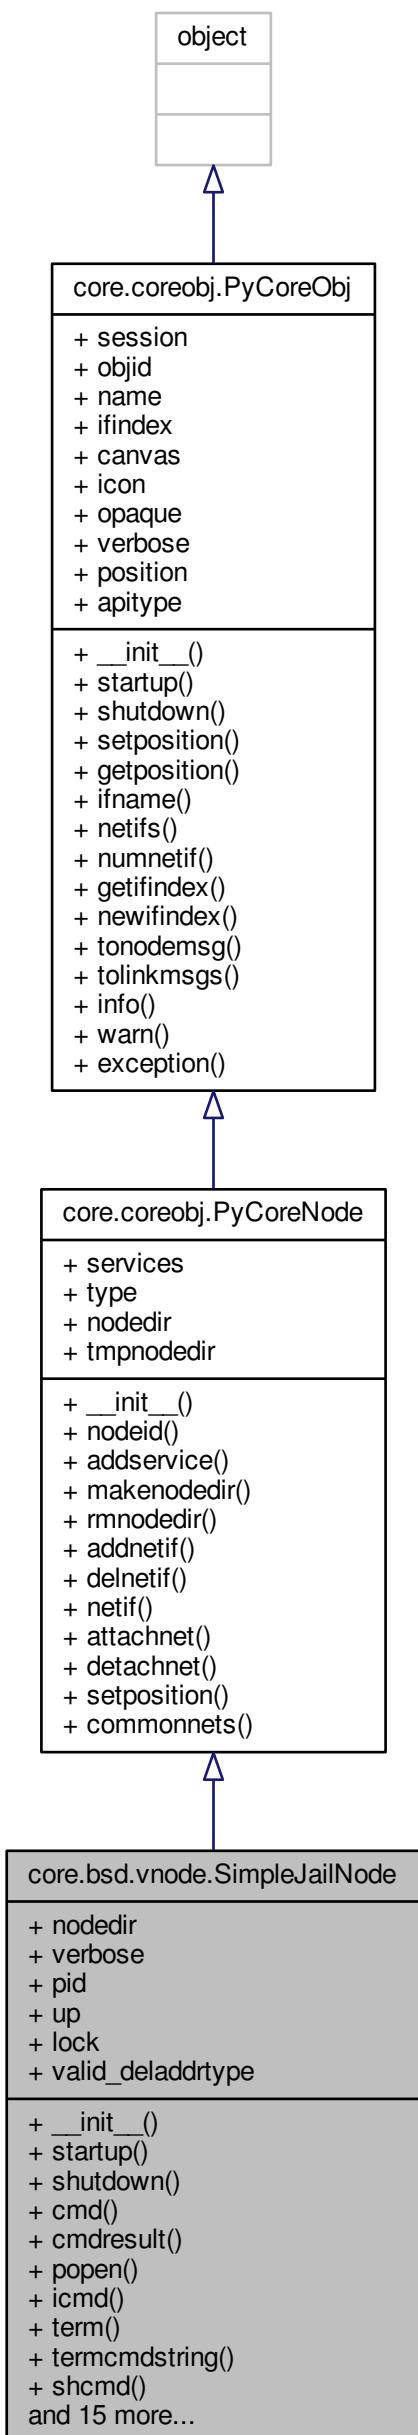 object
core.coreobj.PyCoreObj
+ session
+ objid
+ name
+ ifindex
+ canvas
+ icon
+ opaque
+ verbose
+ position
+ apitype
+ __init__()
+ startup()
+ shutdown()
+ setposition()
+ getposition()
+ ifname()
+ netifs()
+ numnetif()
+ getifindex()
+ newifindex()
+ tonodemsg()
+ tolinkmsgs()
+ info()
+ warn()
+ exception()
core.coreobj.PyCoreNode
+ services
+ type
+ nodedir
+ tmpnodedir
+ __init__()
+ nodeid()
+ addservice()
+ makenodedir()
+ rmnodedir()
+ addnetif()
+ delnetif()
+ netif()
+ attachnet()
+ detachnet()
+ setposition()
+ commonnets()
core.bsd.vnode.SimpleJailNode
+ nodedir
+ verbose
+ pid
+ up
+ lock
+ valid_deladdrtype
+ __init__()
+ startup()
+ shutdown()
+ cmd()
+ cmdresult()
+ popen()
+ icmd()
+ term()
+ termcmdstring()
+ shcmd()
and 15 more...